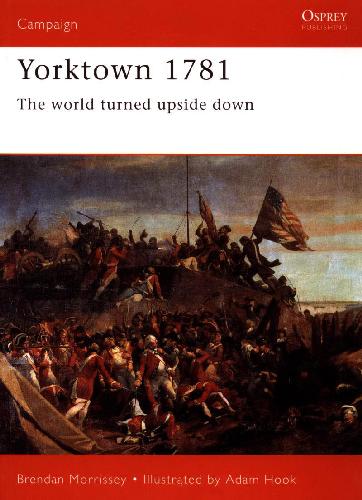 Campaign
OSPREY
PUBLISHING
Yorktown 1781
The world turned upside down
Brendan Morrissey • Illustrated by Adam Hook